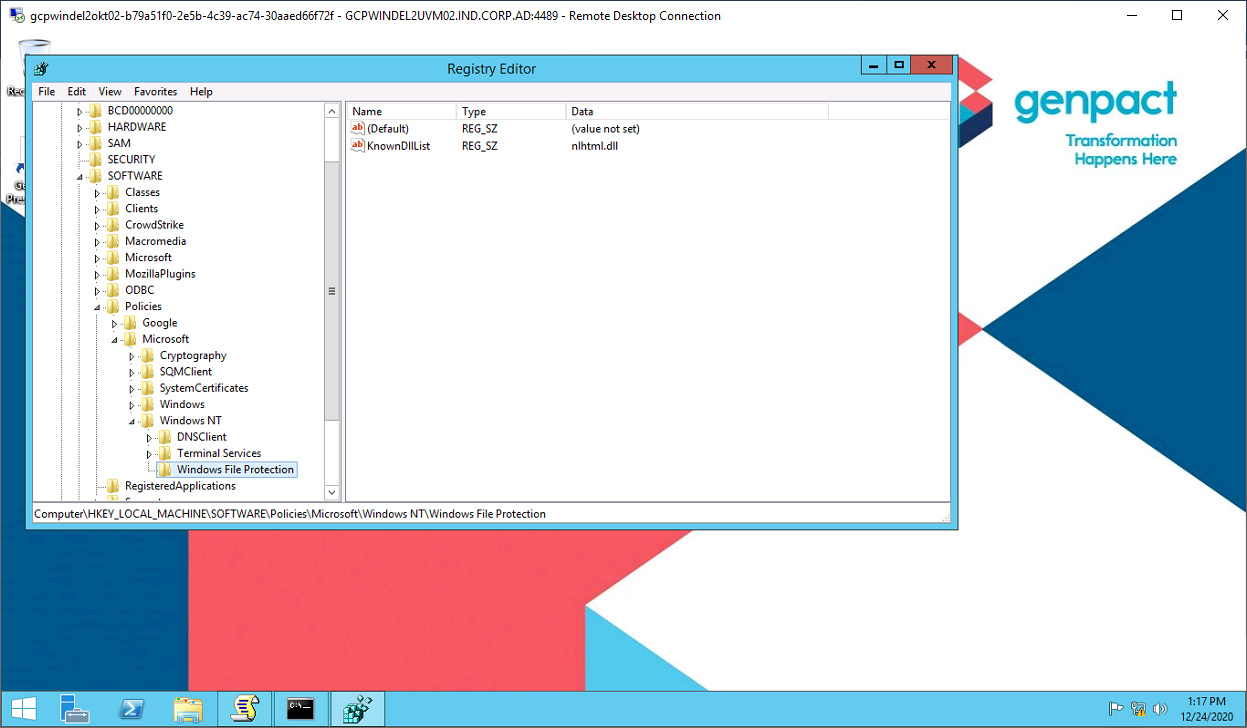 gcpwindel2okt02-b79a51f0-2e5b-4c39-ac74-30aaed66f72f - GCPWINDEL2UVM02.IND.CORP.AD:4489 - Remote Desktop Connection
Registry Editor
File Edit View Favorites Help
BCD00000000
HARDWARE
SAM
SECURITY
SOFTWARE
Classes
Clients
CrowdStrike
Macromedia
Microsoft
MozillaPlugins
ODBC
Policies
Google
Microsoft
Cryptography
SQMClient
SystemCertificates
Windows
Windows NT
DNSClient
Terminal Services
Windows File Protection
RegisteredApplications
Name Type Data
(Default) REG_SZ (value not set)
KnownDllList REG_SZ nlhtml.dll
Computer\HKEY_LOCAL_MACHINE\SOFTWARE\Policies\Microsoft\Windows NT\Windows File Protection
genpact
Transformation
Happens Here
1:17 PM
12/24/2020